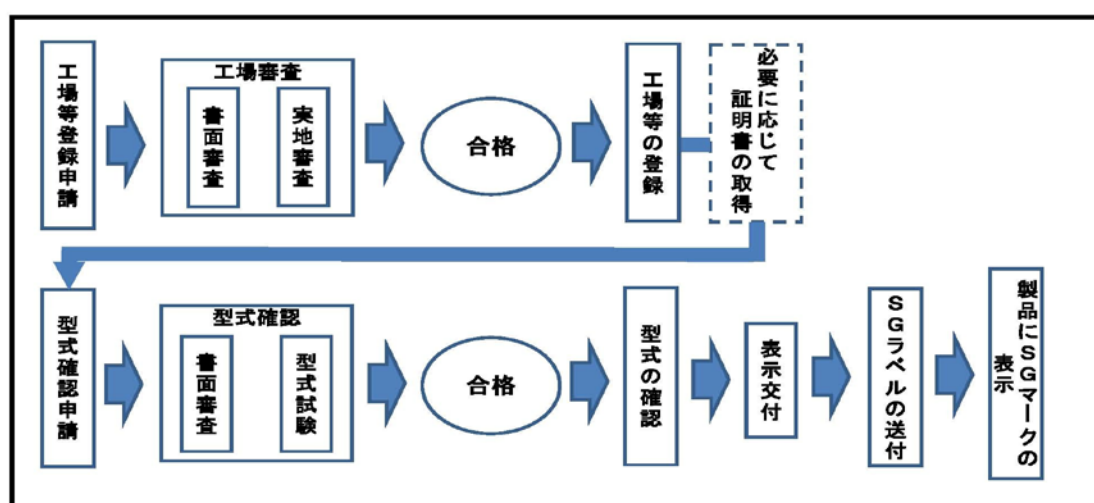 工場等登録申請
工場審査
書面審査
実地審査
合格
工場等の登録
必要に応じて
証明書の取得
型式確認申請
型式確認
書面審査
型式試験
合格
型式の確認
表示交付
SGラベルの送付
製品にSGマークの
表示